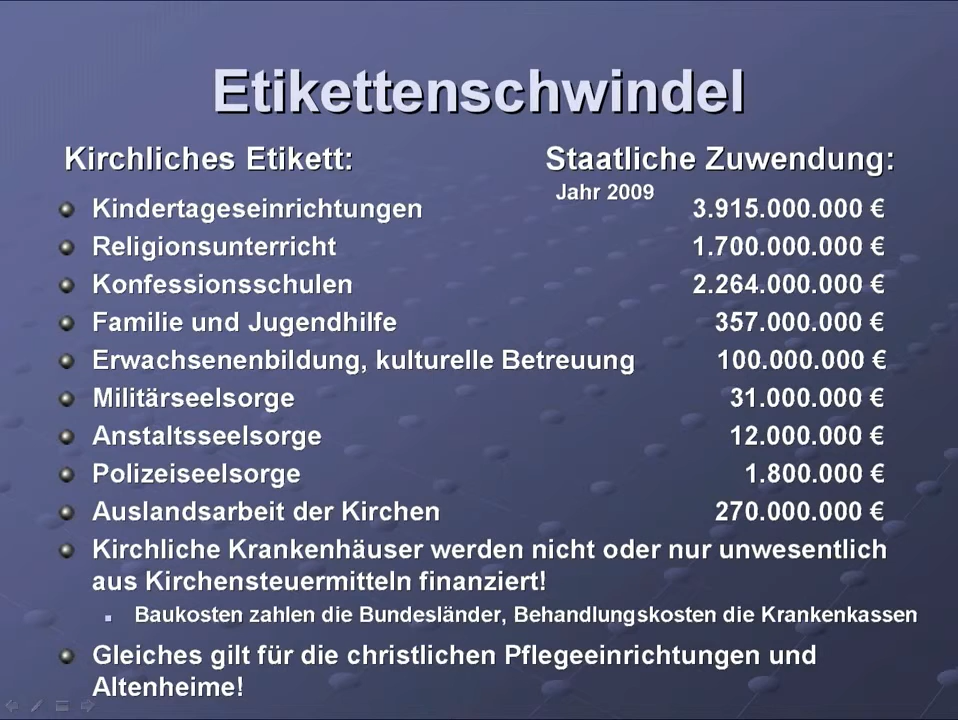 Etikettenschwindel
Kirchliches Etikett: Staatliche Zuwendung:
Jahr 2009
Kindertageseinrichtungen 3.915.000.000 €
Religionsunterricht 1.700.000.000 €
Konfessionsschulen 2.264.000.000 €
Familie und Jugendhilfe 357.000.000 €
Erwachsenenbildung, kulturelle Betreuung 100.000.000 €
Militärseelsorge 31.000.000 €
Anstaltsseelsorge 12.000.000 €
Polizeiseelsorge 1.800.000 €
Auslandsarbeit der Kirchen 270.000.000 €
Kirchliche Krankenhäuser werden nicht oder nur unwesentlich
aus Kirchensteuermitteln finanziert!
Baukosten zahlen die Bundesländer, Behandlungskosten die Krankenkassen
Gleiches gilt für die christlichen Pflegeeinrichtungen und
Altenheime!